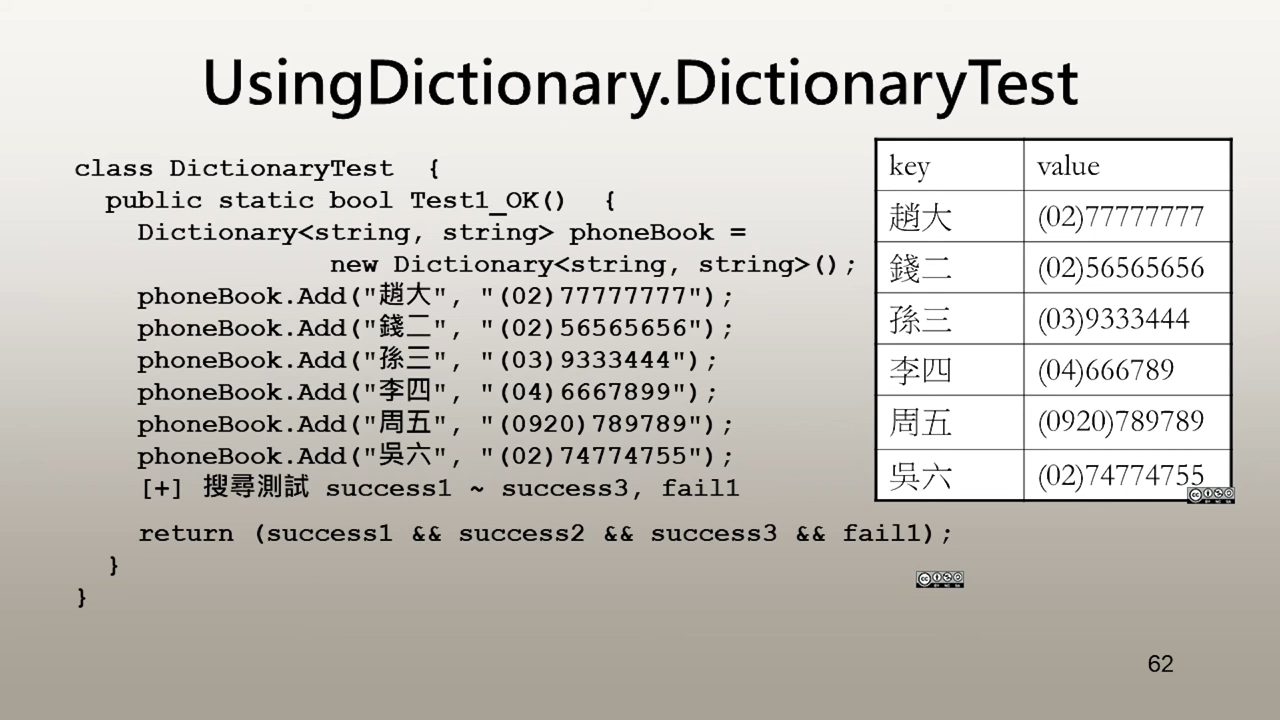 UsingDictionary.DictionaryTest
class DictionaryTest {
public static bool Test1_OK() {
Dictionary<string, string> phoneBook =
new Dictionary<string, string>();
phoneBook.Add("趙大", "(02)77777777");
phoneBook.Add("錢二", "(02)56565656");
phoneBook.Add("孫三", "(03)9333444");
phoneBook.Add("李四", "(04)6667899");
phoneBook.Add("周五", "(0920)789789");
phoneBook.Add("吳六", "(02)74774755");
[+] 搜尋測試 success1 ~ success3, fail1
return (success1 && success2 && success3 && fail1);
}
}
key value
趙大 (02)77777777
錢二 (02)56565656
孫三 (03)9333444
李四 (04)666789
周五 (0920)789789
吳六 (02)74774755
62